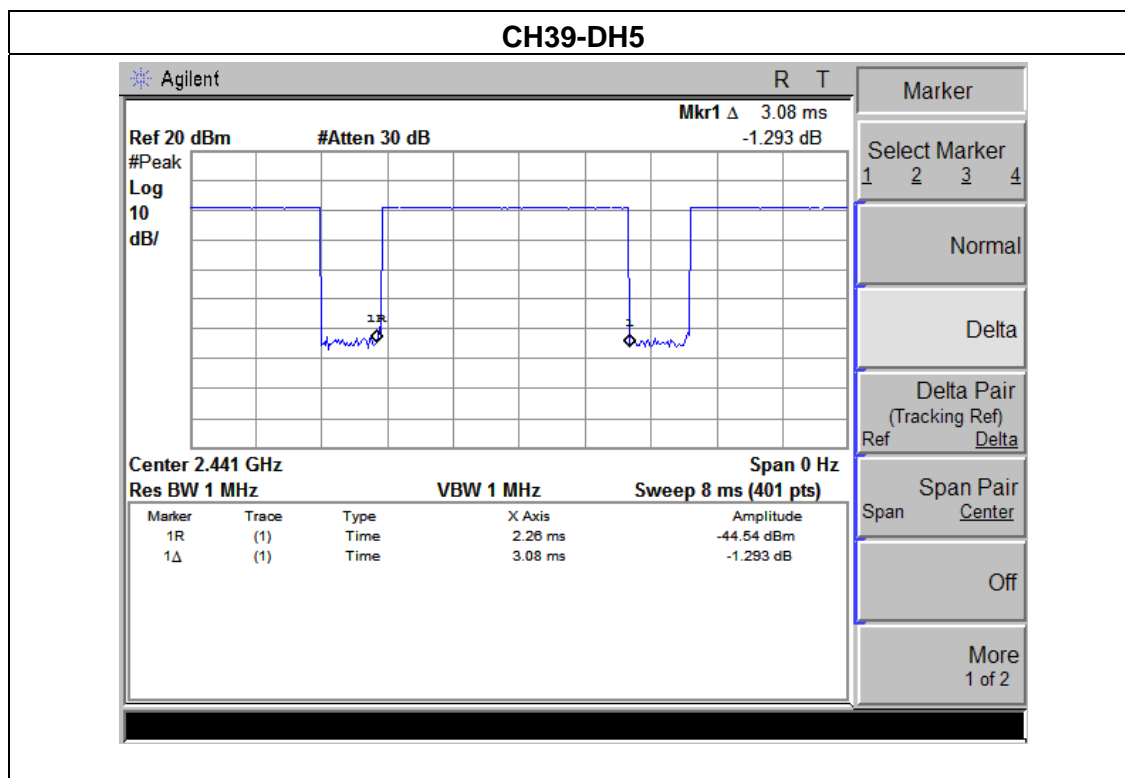 CH39-DH5
Agilent
R T
Mkr1 Δ 3.08 ms
Ref 20 dBm #Atten 30 dB -1.293 dB
#Peak
Log
10
dB/
1R
1
Center 2.441 GHz Span 0 Hz
Res BW 1 MHz VBW 1 MHz Sweep 8 ms (401 pts)
Marker Trace Type X Axis Amplitude
1R (1) Time 2.26 ms -44.54 dBm
1Δ (1) Time 3.08 ms -1.293 dB
Marker
Select Marker
1 2 3 4
Normal
Delta
Delta Pair
(Tracking Ref)
Ref Delta
Span Pair
Span Center
Off
More
1 of 2